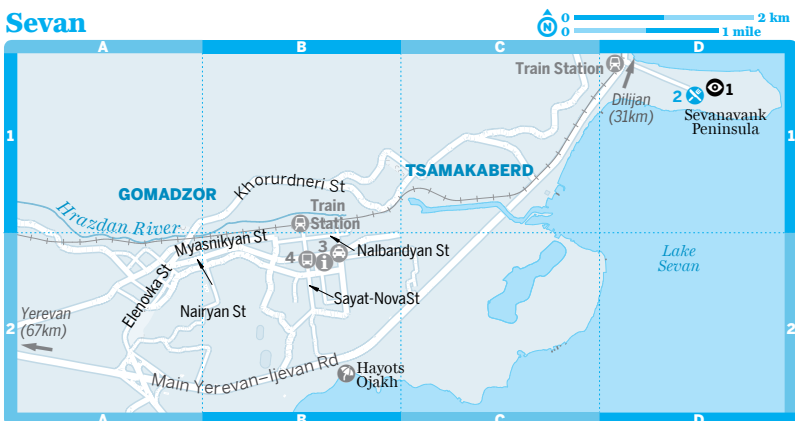 Sevan
N
0 2 km
0 1 mile
A B C D
1 1
2 2
Train Station
Dilijan
(31km)
2 1
Sevanavank
Peninsula
TSAMAKABERD
GOMADZOR
Khorurdneri St
Hrazdan River
Train
Station
Myasnikyan St
Nalbandyan St
3
4
i
Lake
Sevan
Elenovka St
Sayat-NovaSt
Nairyan St
Yerevan
(67km)
Main Yerevan–Ijevan Rd
Hayots
Ojakh
A B C D